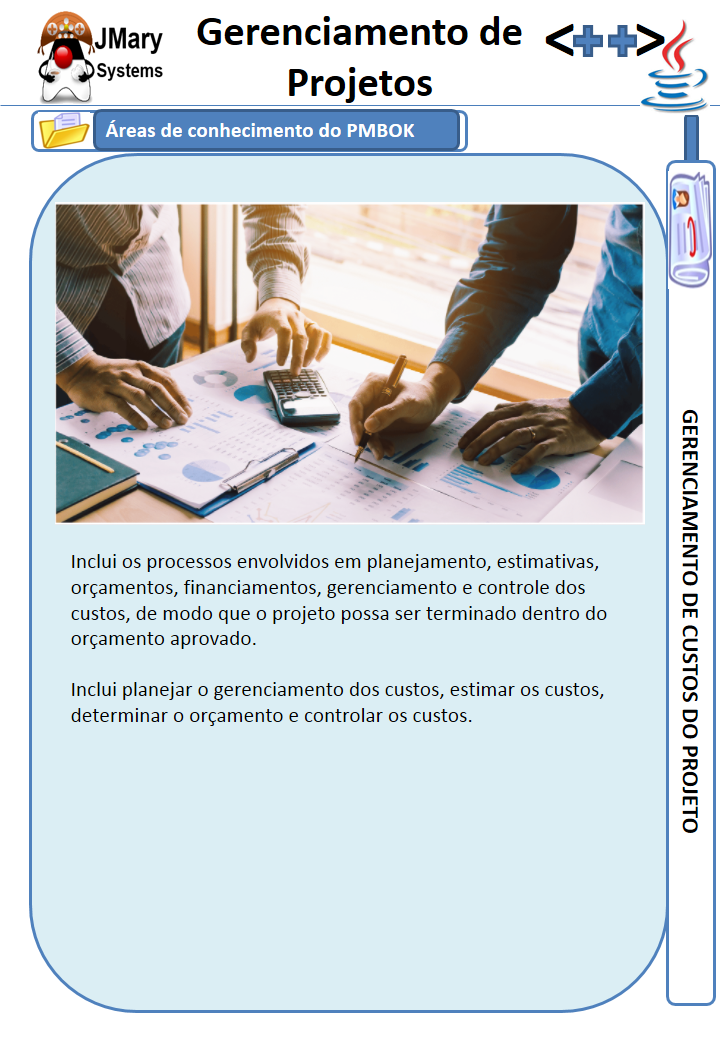 JMary
Systems
Gerenciamento de
Projetos
<++>
Áreas de conhecimento do PMBOK
Inclui os processos envolvidos em planejamento, estimativas,
orçamentos, financiamentos, gerenciamento e controle dos
custos, de modo que o projeto possa ser terminado dentro do
orçamento aprovado.
Inclui planejar o gerenciamento dos custos, estimar os custos,
determinar o orçamento e controlar os custos.
GERENCIAMENTO DE CUSTOS DO PROJETO